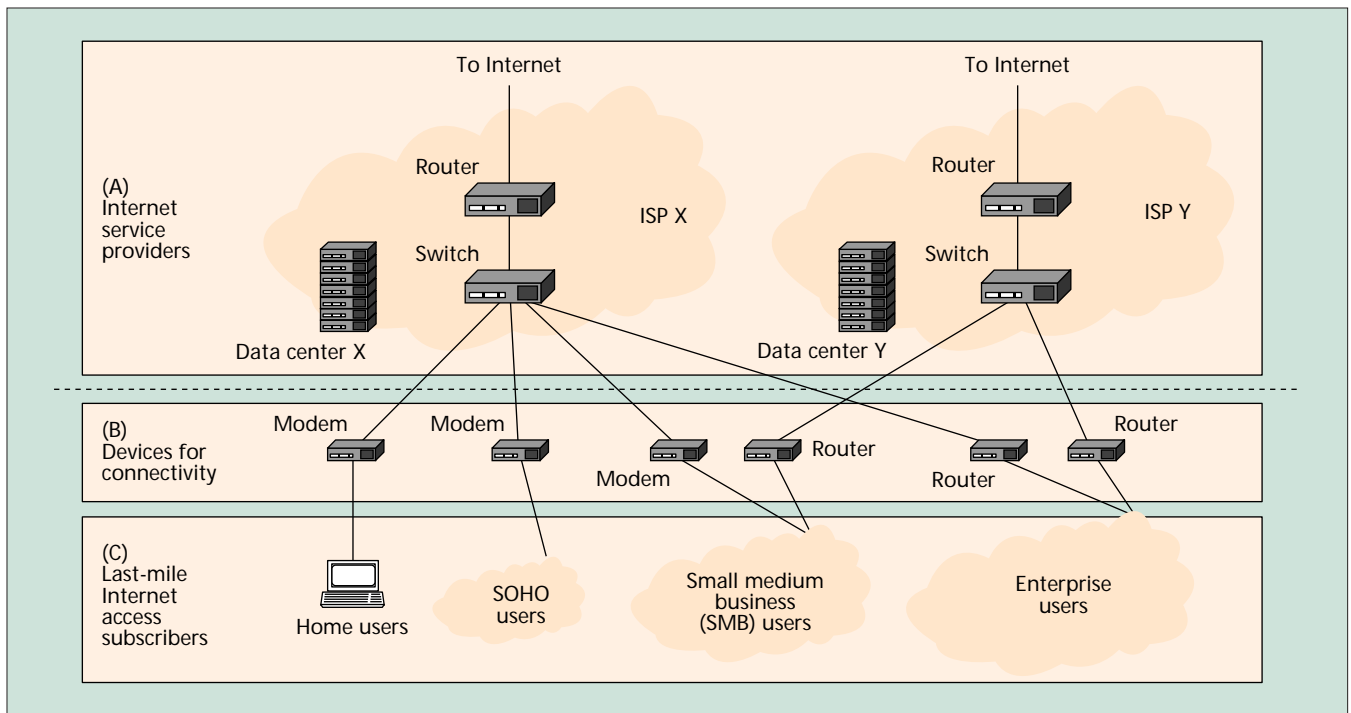 To Internet
To Internet
Router
Router
(A)
Internet
service
providers
ISP X
ISP Y
Switch
Switch
Data center X
Data center Y
(B)
Devices for
connectivity
Modem
Modem
Modem
Router
Router
Router
(C)
Last-mile
Internet
access
subscribers
Home users
SOHO
users
Small medium
business
(SMB) users
Enterprise
users